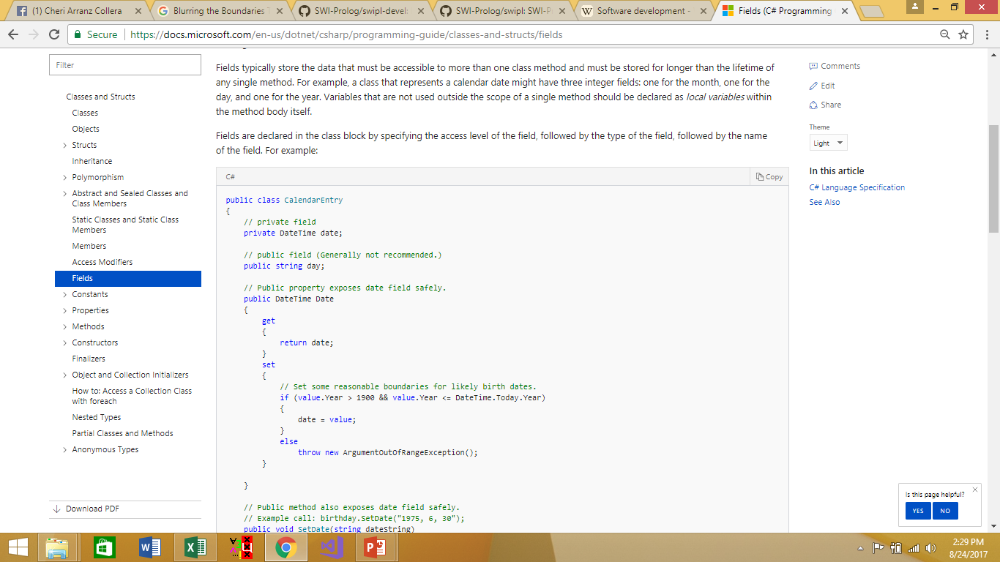 (1) Cheri Arranz Collera
Blurring the Boundaries T
SWI-Prolog/swipl-devel:
SWI-Prolog/swipl: SWI-P
Software development -
Fields (C# Programming
Secure https://docs.microsoft.com/en-us/dotnet/csharp/programming-guide/classes-and-structs/fields
Filter
Classes and Structs
Classes
Objects
Structs
Inheritance
Polymorphism
Abstract and Sealed Classes and
Class Members
Static Classes and Static Class
Members
Members
Access Modifiers
Fields
Constants
Properties
Methods
Constructors
Finalizers
Object and Collection Initializers
How to: Access a Collection Class
with foreach
Nested Types
Partial Classes and Methods
Anonymous Types
Download PDF
Fields typically store the data that must be accessible to more than one class method and must be stored for longer than the lifetime of
any single method. For example, a class that represents a calendar date might have three integer fields: one for the month, one for the
day, and one for the year. Variables that are not used outside the scope of a single method should be declared as local variables within
the method body itself.
Fields are declared in the class block by specifying the access level of the field, followed by the type of the field, followed by the name
of the field. For example:
C# Copy
public class CalendarEntry
{
// private field
private DateTime date;
// public field (Generally not recommended.)
public string day;
// Public property exposes date field safely.
public DateTime Date
{
get
{
return date;
}
set
{
// Set some reasonable boundaries for likely birth dates.
if (value.Year > 1900 && value.Year <= DateTime.Today.Year)
{
date = value;
}
else
throw new ArgumentOutOfRangeException();
}
}
// Public method also exposes date field safely.
// Example call: birthday.SetDate("1975, 6, 30");
public void SetDate(string dateString)
Comments
Edit
Share
Theme
Light
In this article
C# Language Specification
See Also
Is this page helpful?
YES NO
2:29 PM
8/24/2017